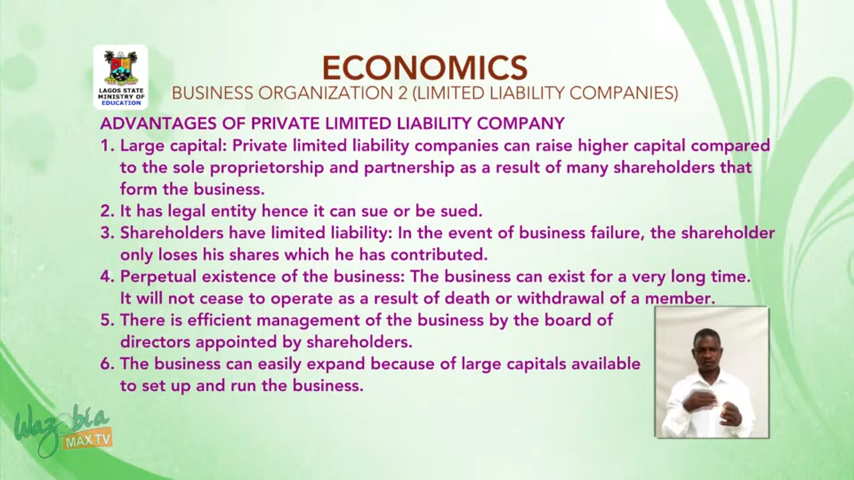 ECONOMICS
LAGOS STATE
MINISTRY OF
EDUCATION
BUSINESS ORGANIZATION 2 (LIMITED LIABILITY COMPANIES)
ADVANTAGES OF PRIVATE LIMITED LIABILITY COMPANY
1. Large capital: Private limited liability companies can raise higher capital compared
to the sole proprietorship and partnership as a result of many shareholders that
form the business.
2. It has legal entity hence it can sue or be sued.
3. Shareholders have limited liability: In the event of business failure, the shareholder
only loses his shares which he has contributed.
4. Perpetual existence of the business: The business can exist for a very long time.
It will not cease to operate as a result of death or withdrawal of a member.
5. There is efficient management of the business by the board of
directors appointed by shareholders.
6. The business can easily expand because of large capitals available
to set up and run the business.
Wazobia
MAX TV